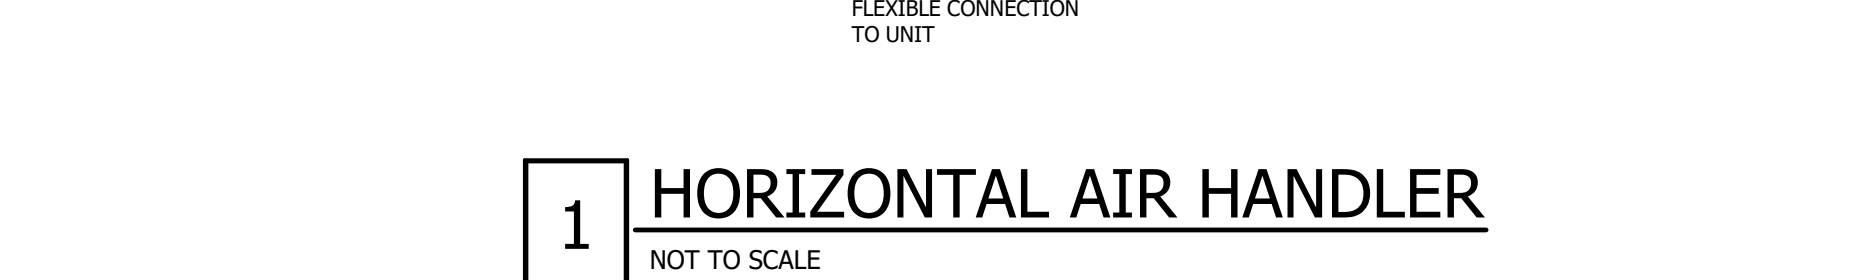 FLEXIBLE CONNECTION
TO UNIT
1
HORIZONTAL AIR HANDLER
NOT TO SCALE